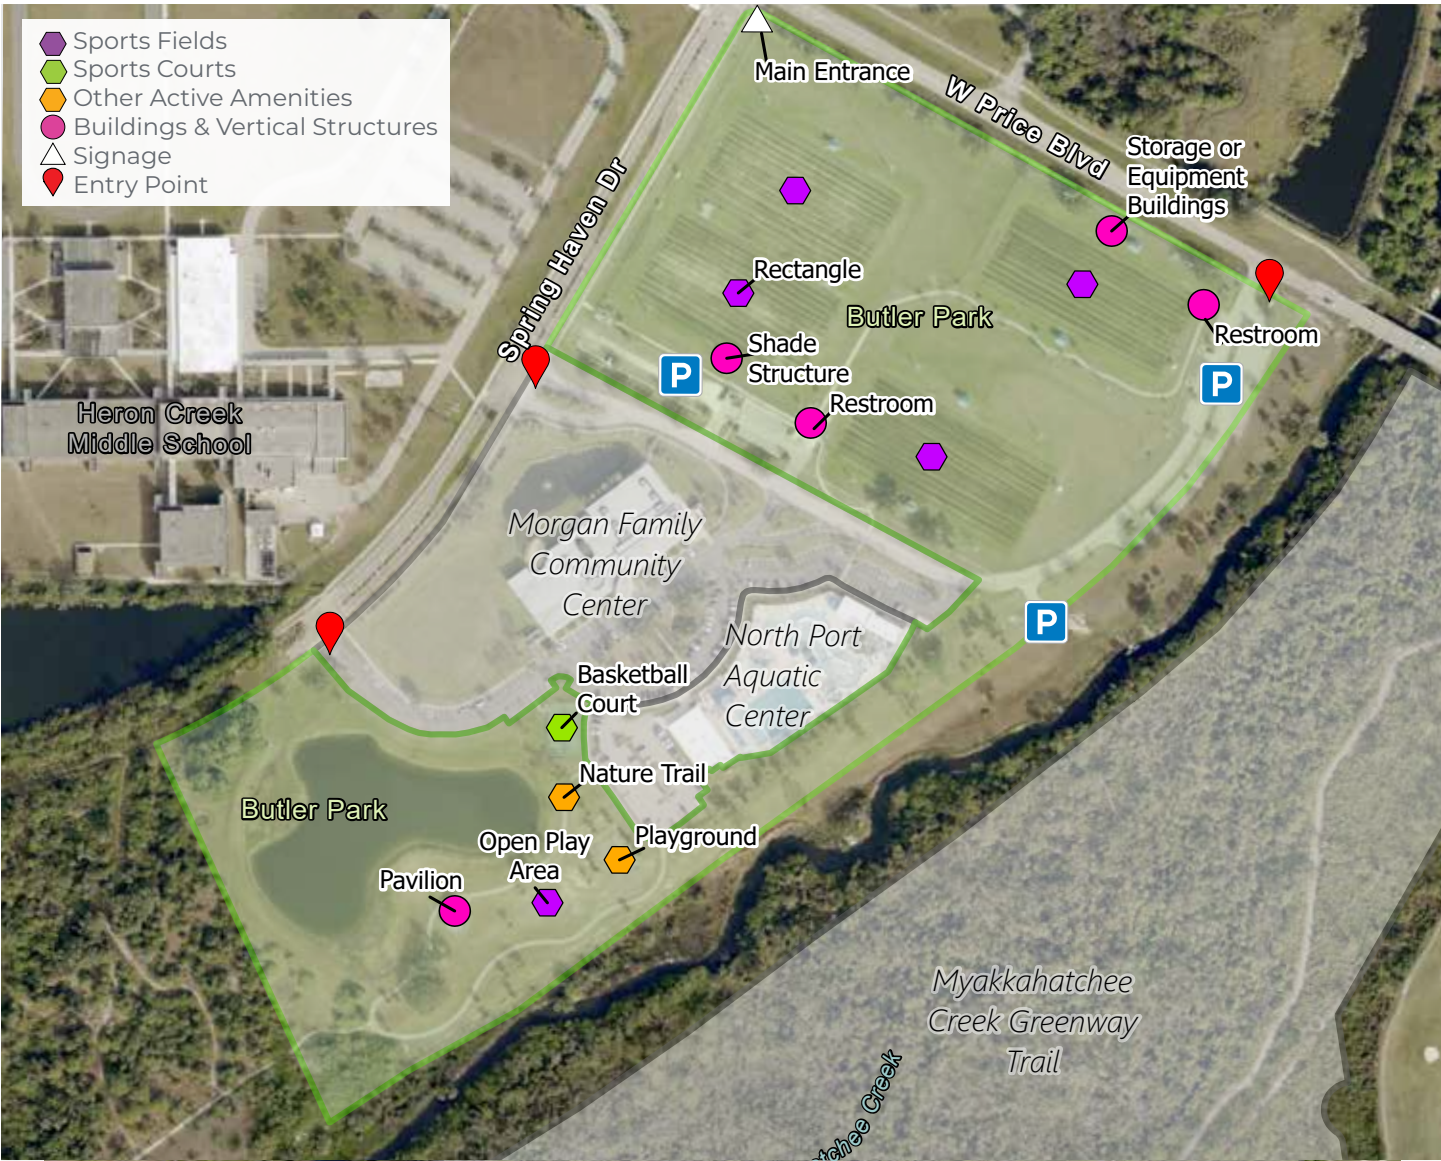 Sports Fields
Sports Courts
Other Active Amenities
Buildings & Vertical Structures
Signage
Entry Point
Main Entrance
W Price Blvd
Storage or
Equipment
Buildings
Spring Haven Dr
Rectangle
Butler Park
Restroom
Shade
Structure
P
P
Restroom
Heron Creek
Middle School
Morgan Family
Community
Center
P
North Port
Aquatic
Center
Basketball
Court
Nature Trail
Butler Park
Open Play
Area
Playground
Pavilion
Myakkahatchee
Creek Greenway
Trail
Creek